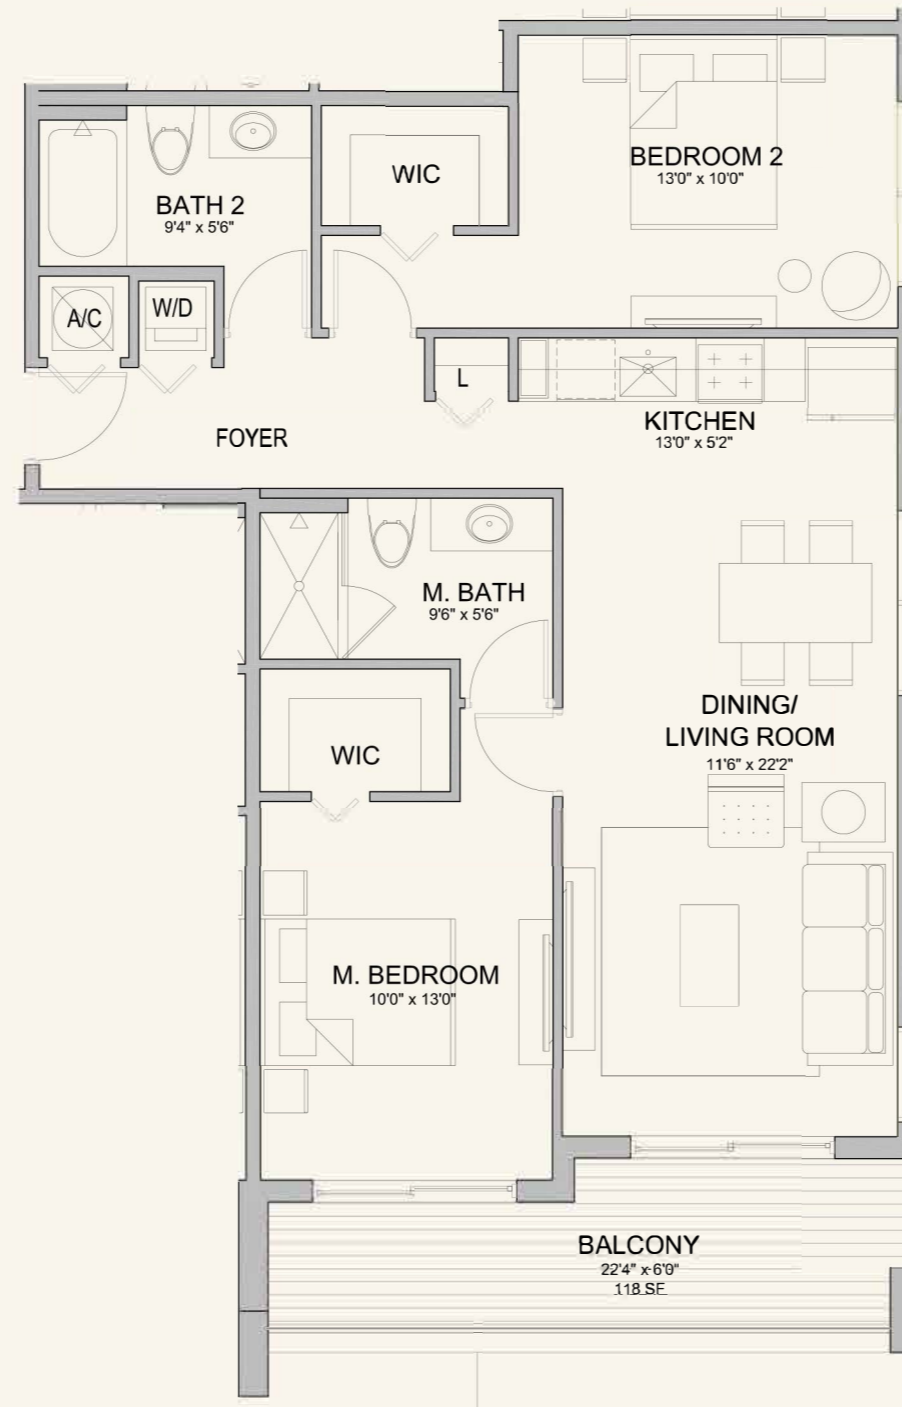 BEDROOM 2
13'0" x 10'0"
WIC
BATH 2
9'4" x 5'6"
A/C
W/D
L
KITCHEN
13'0" x 5'2"
FOYER
M. BATH
9'6" x 5'6"
DINING/
LIVING ROOM
11'6" x 22'2"
WIC
M. BEDROOM
10'0" x 13'0"
BALCONY
22'4" x 6'0"
118 SF